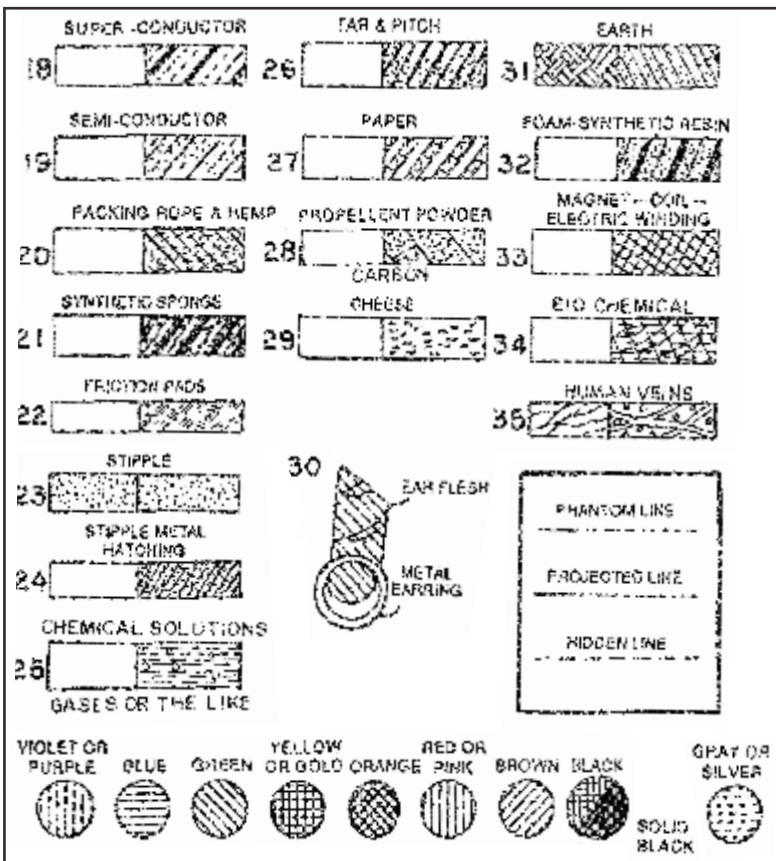 SUPER-CONDUCTOR
18
TAR & PITCH
26
EARTH
31
SEMI-CONDUCTOR
19
PAPER
27
FOAM-SYNTHETIC RESIN
32
PACKING ROPE & HEMP
20
PROPELLENT POWDER
28
CARBON
MAGNET-COIL-
ELECTRIC WINDING
33
SYNTHETIC SPONGE
21
CHEESE
29
BIO CHEMICAL
34
FRICTION PADS
22
HUMAN VEINS
35
STIPPLE
23
30
EAR FLESH
METAL
EARRING
PHANTOM LINE
PROJECTED LINE
HIDDEN LINE
STIPPLE METAL
HATCHING
24
CHEMICAL SOLUTIONS
25
GASES OR THE LIKE
VIOLET OR
PURPLE
BLUE
GREEN
YELLOW
OR GOLD
ORANGE
RED OR
PINK
BROWN
BLACK
SOLID
BLACK
GRAY OR
SILVER